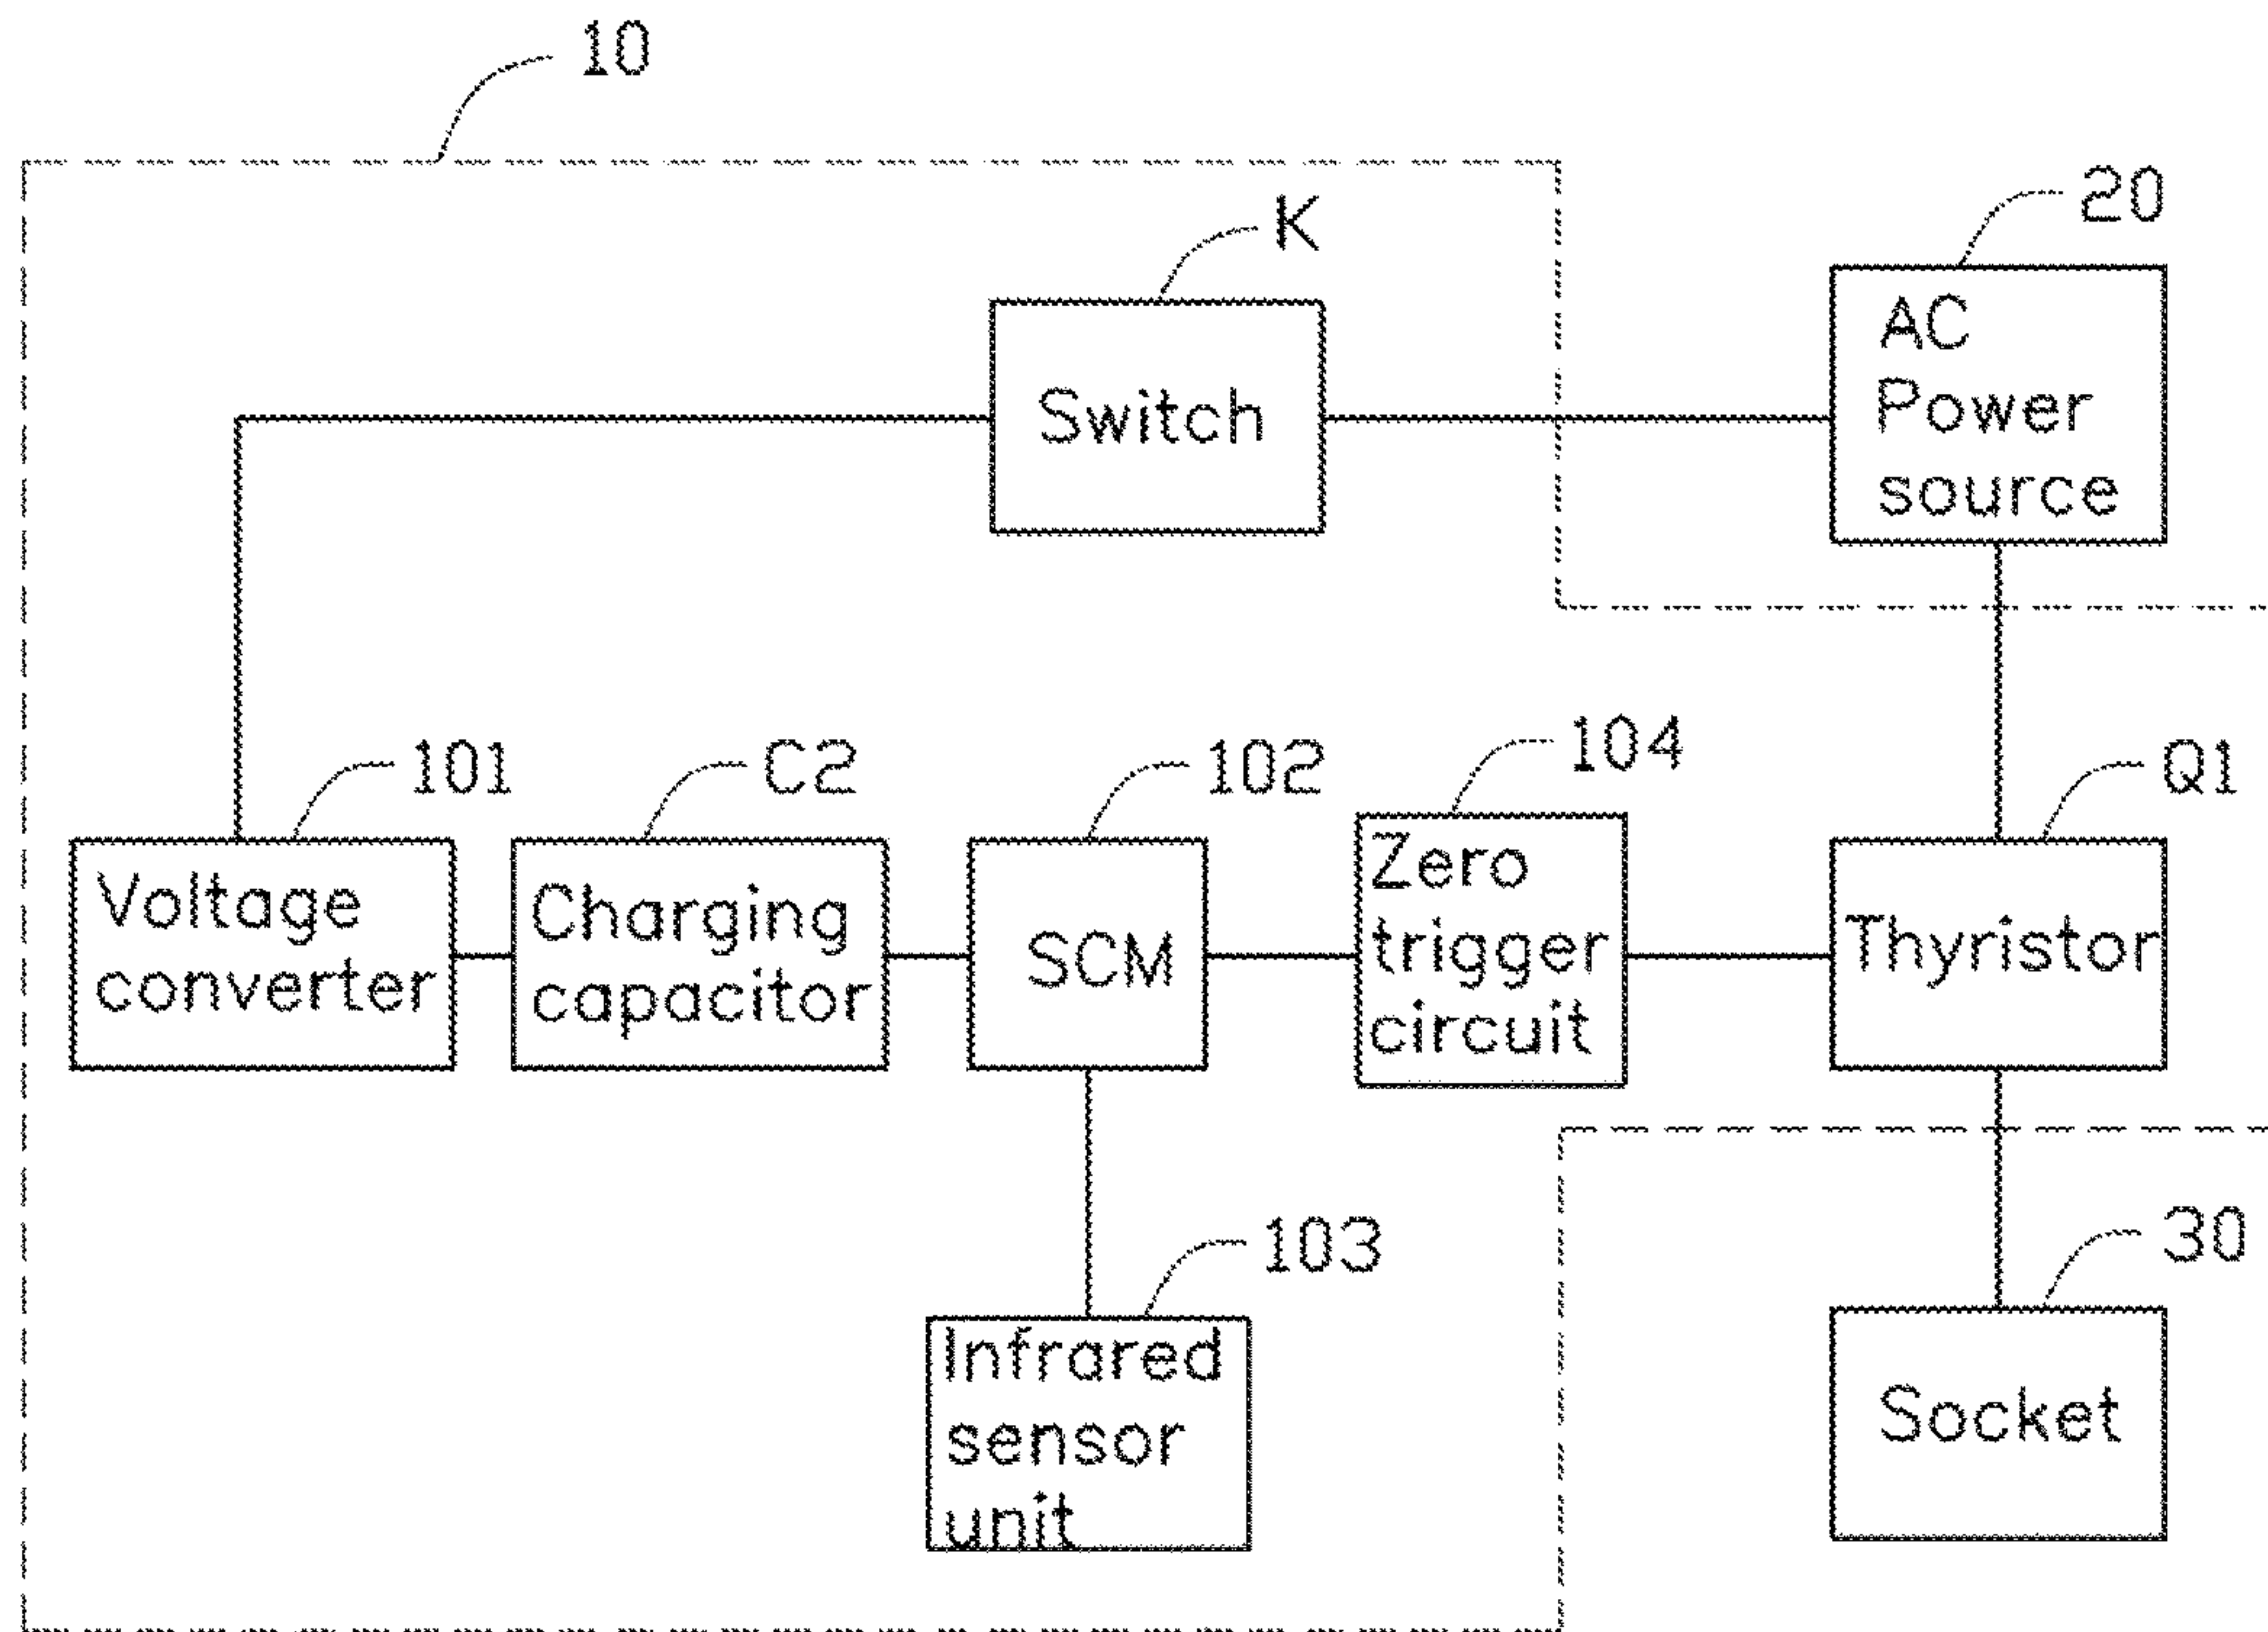 10
20
K
AC
Power
source
Switch
101
C2
102
104
Q1
Voltage
converter
Charging
capacitor
SCM
Zero
trigger
circuit
Thyristor
103
30
Infrared
sensor
unit
Socket